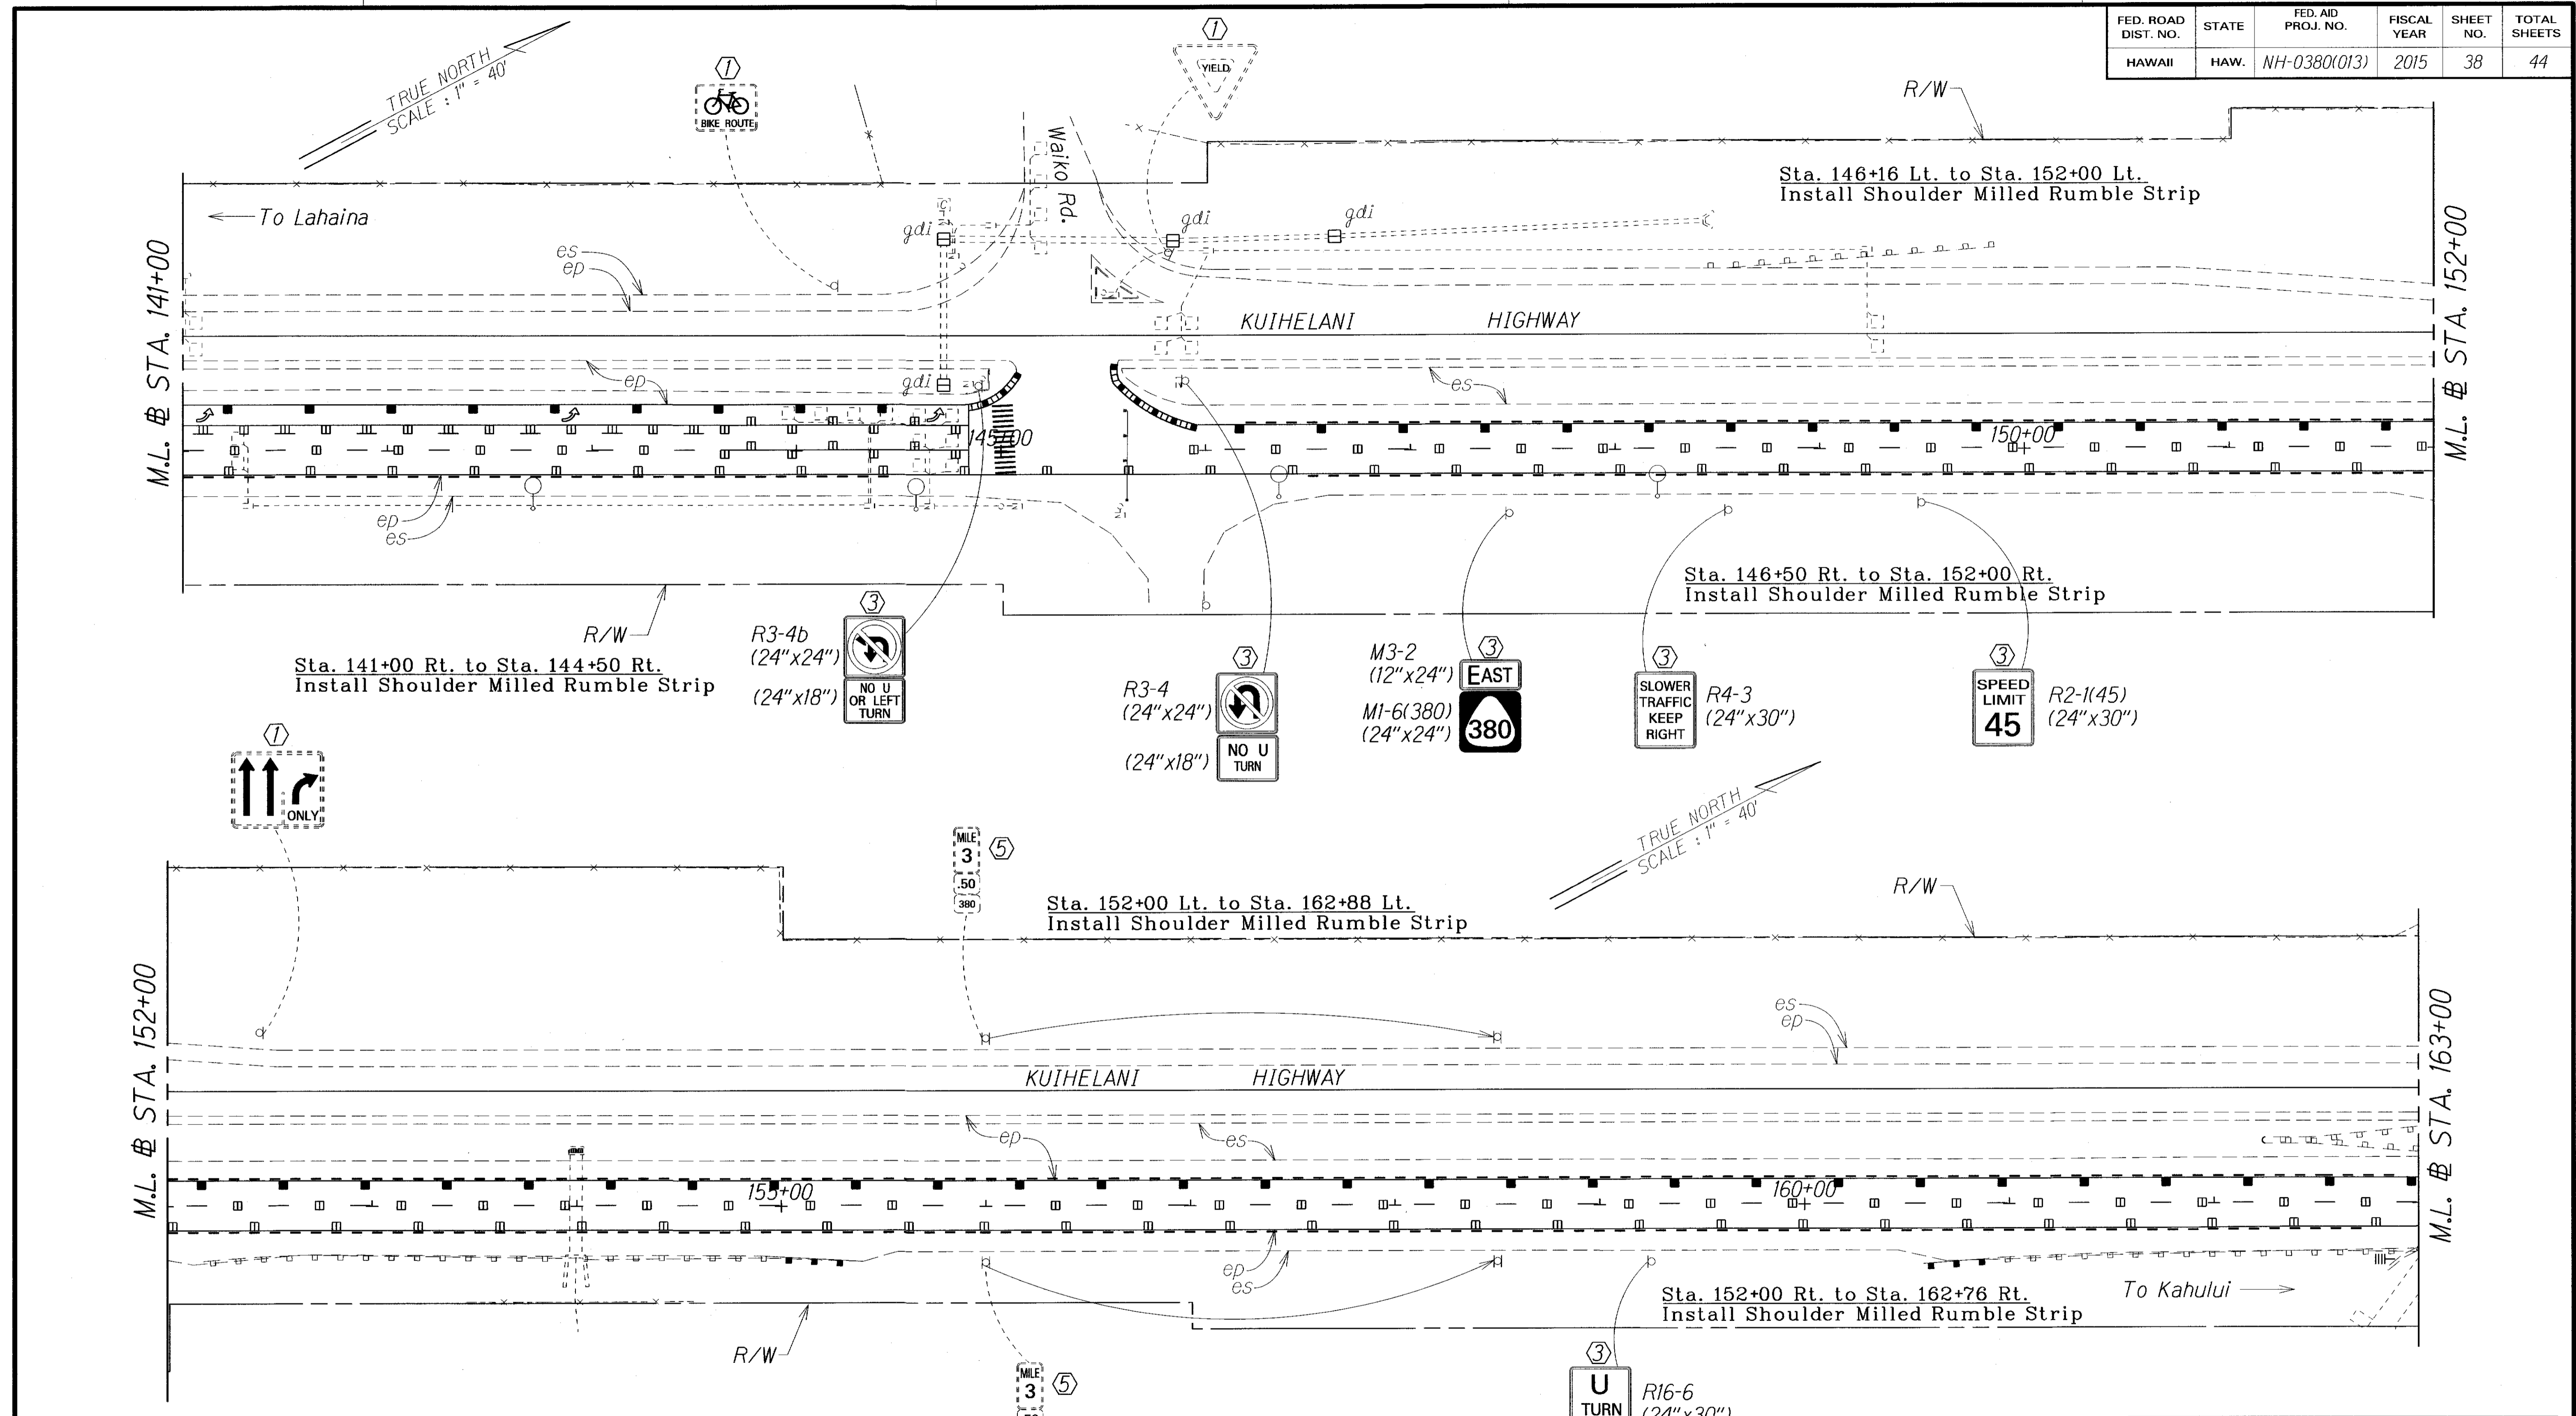 FED. ROAD DIST. NO.
STATE
FED. AID PROJ. NO.
FISCAL YEAR
SHEET NO.
TOTAL SHEETS
HAWAII
HAW.
NH-0380(013)
2015
38
44
TRUE NORTH
SCALE : 1" = 40'
1
BIKE ROUTE
1
YIELD
R/W
Waiko Rd.
Sta. 146+16 Lt. to Sta. 152+00 Lt.
Install Shoulder Milled Rumble Strip
To Lahaina
gdi
gdi
gdi
es
ep
M.L. B STA. 141+00
M.L. B STA. 152+00
KUIHELANI HIGHWAY
ep
gdi
es
145+00
150+00
ep
es
Sta. 146+50 Rt. to Sta. 152+00 Rt.
Install Shoulder Milled Rumble Strip
R/W
Sta. 141+00 Rt. to Sta. 144+50 Rt.
Install Shoulder Milled Rumble Strip
3
R3-4b
(24"x24")
(24"x18")
NO U
OR LEFT
TURN
3
R3-4
(24"x24")
(24"x18")
NO U
TURN
3
M3-2
(12"x24")
EAST
M1-6(380)
(24"x24")
380
3
SLOWER
TRAFFIC
KEEP
RIGHT
R4-3
(24"x30")
3
SPEED
LIMIT
45
R2-1(45)
(24"x30")
1
ONLY
TRUE NORTH
SCALE : 1" = 40'
MILE
3
.50
380
5
Sta. 152+00 Lt. to Sta. 162+88 Lt.
Install Shoulder Milled Rumble Strip
R/W
es
ep
M.L. B STA. 152+00
M.L. B STA. 163+00
KUIHELANI HIGHWAY
ep
es
155+00
160+00
ep
es
Sta. 152+00 Rt. to Sta. 162+76 Rt.
Install Shoulder Milled Rumble Strip
To Kahului
R/W
MILE
3
5
3
U
TURN
R16-6
(24"x30")